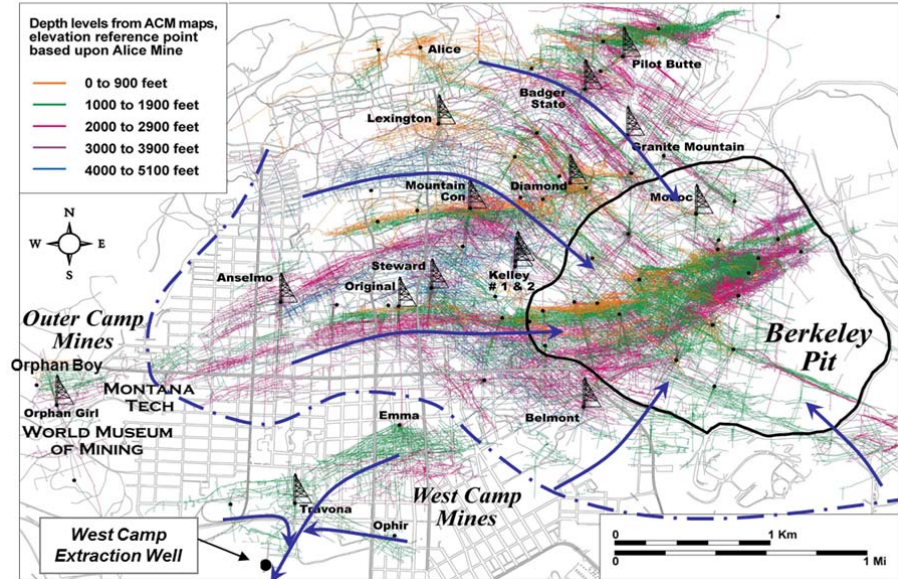 Depth levels from ACM maps,
elevation reference point
based upon Alice Mine
0 to 900 feet
1000 to 1900 feet
2000 to 2900 feet
3000 to 3900 feet
4000 to 5100 feet
N
W E
S
Alice
Pilot Butte
Badger
State
Lexington
Granite Mountain
Mountain
Con
Diamond
Anselmo
Steward
Original
Kelley
# 1 & 2
Outer Camp
Mines
Berkeley
Pit
Orphan Boy
MONTANA
TECH
Orphan Girl
WORLD MUSEUM
OF MINING
Emma
Belmont
West Camp
Mines
Travona
Ophir
West Camp
Extraction Well
0 1 Km
0 1 Mi